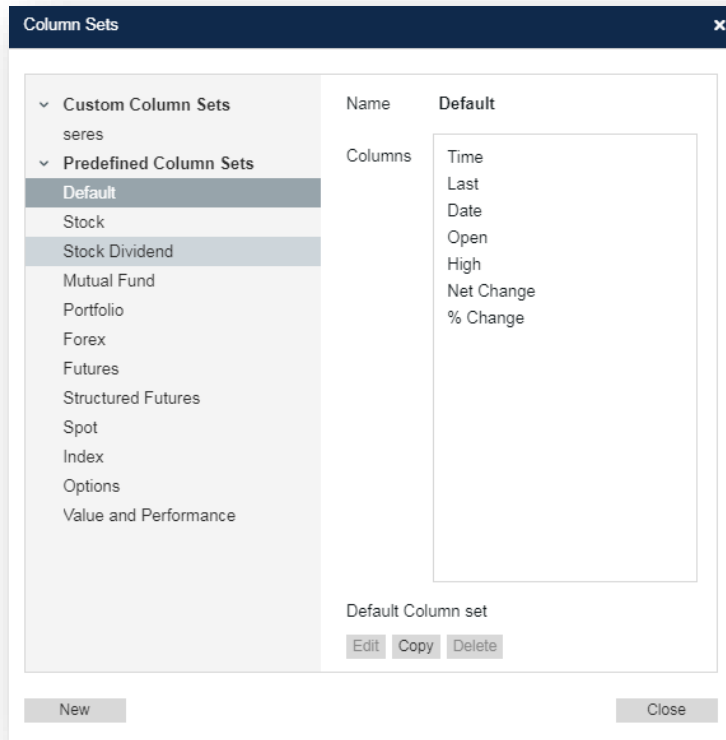 Column Sets
Custom Column Sets
seres
Predefined Column Sets
Default
Stock
Stock Dividend
Mutual Fund
Portfolio
Forex
Futures
Structured Futures
Spot
Index
Options
Value and Performance
Name Default
Columns
Time
Last
Date
Open
High
Net Change
% Change
Default Column set
Edit Copy Delete
New Close